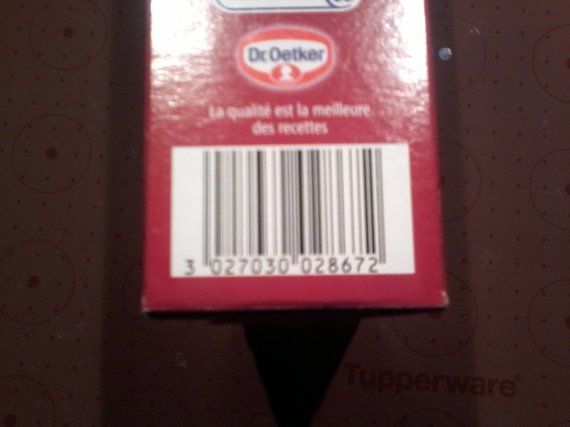 Dr. Oetker
La qualité est la meilleure...
des recettes
3 027030 028672
Tupperware